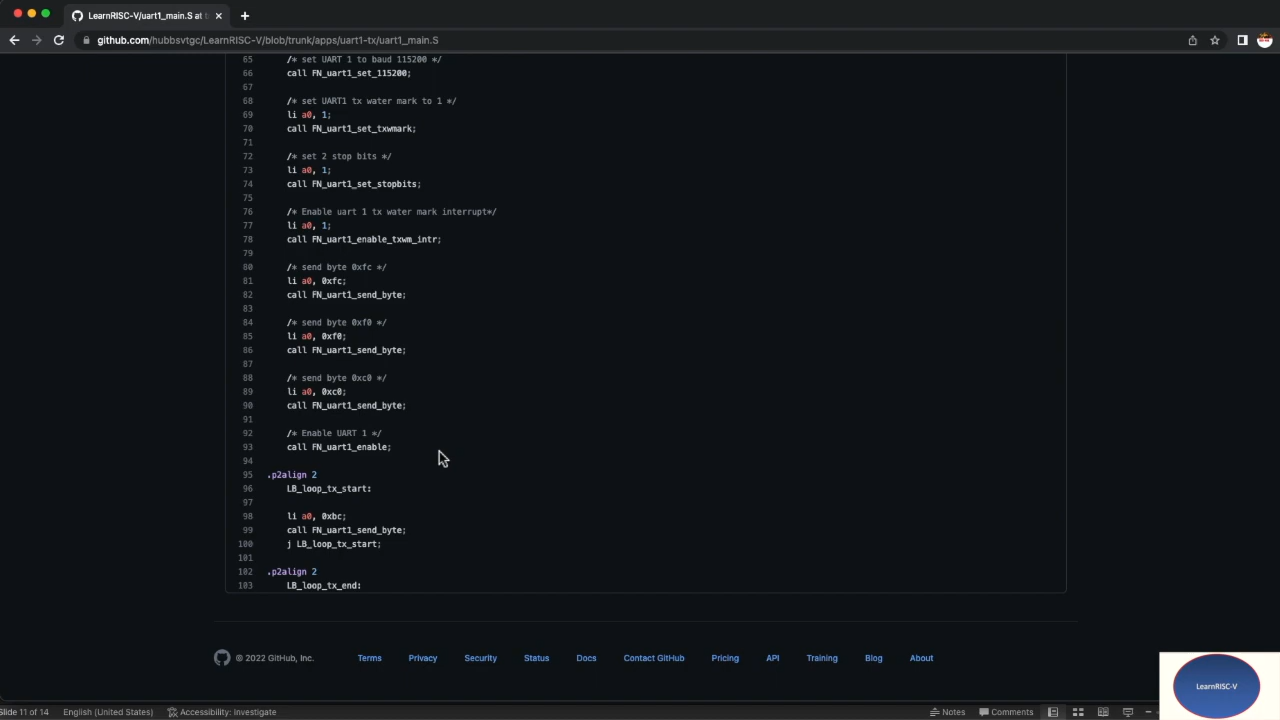 LearnRISC-V/uart1_main.S at t
github.com/hubbsvtgc/LearnRISC-V/blob/trunk/apps/uart1-tx/uart1_main.S
65 /* set UART 1 to baud 115200 */
66 call FN_uart1_set_115200;
67
68 /* set UART1 tx water mark to 1 */
69 li a0, 1;
70 call FN_uart1_set_txwmark;
71
72 /* set 2 stop bits */
73 li a0, 1;
74 call FN_uart1_set_stopbits;
75
76 /* Enable uart 1 tx water mark interrupt*/
77 li a0, 1;
78 call FN_uart1_enable_txwm_intr;
79
80 /* send byte 0xfc */
81 li a0, 0xfc;
82 call FN_uart1_send_byte;
83
84 /* send byte 0xf0 */
85 li a0, 0xf0;
86 call FN_uart1_send_byte;
87
88 /* send byte 0xc0 */
89 li a0, 0xc0;
90 call FN_uart1_send_byte;
91
92 /* Enable UART 1 */
93 call FN_uart1_enable;
94
95 .p2align 2
96 LB_loop_tx_start:
97
98 li a0, 0xbc;
99 call FN_uart1_send_byte;
100 j LB_loop_tx_start;
101
102 .p2align 2
103 LB_loop_tx_end:
© 2022 GitHub, Inc. Terms Privacy Security Status Docs Contact GitHub Pricing API Training Blog About
LearnRISC-V
Slide 11 of 14 English (United States) Accessibility: Investigate Notes Comments